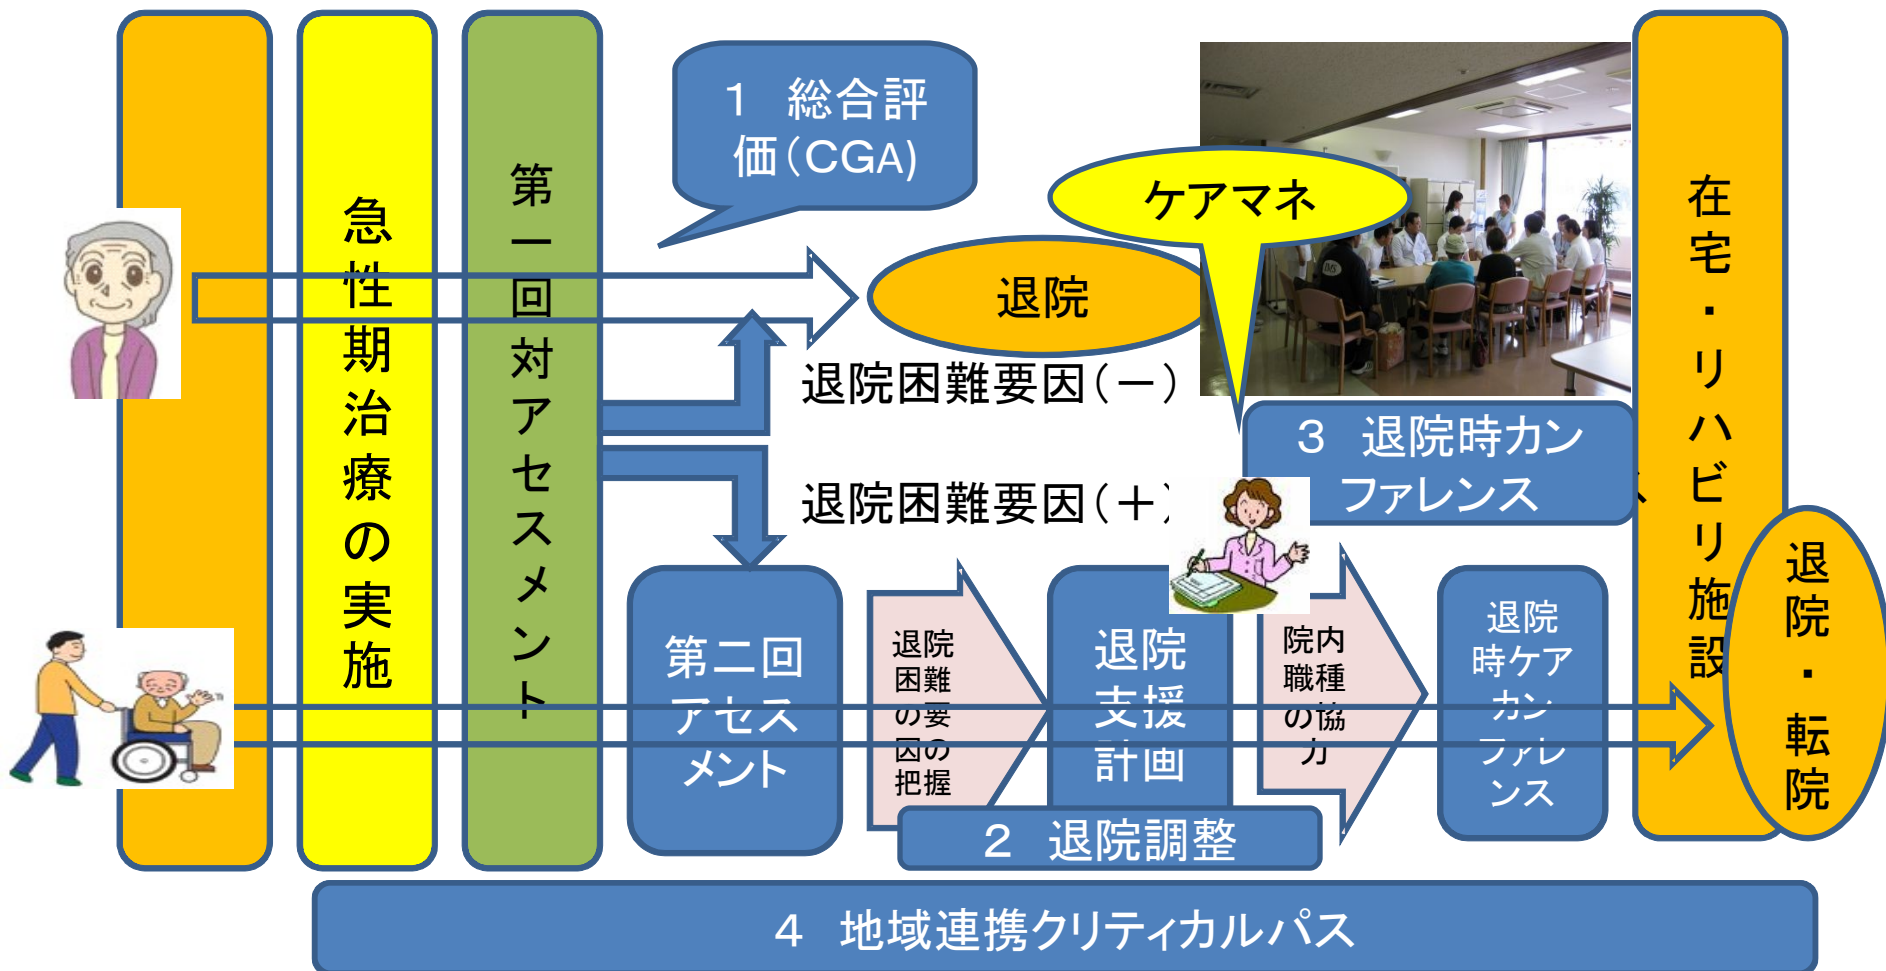 急性期治療の実施
第一回対アセスメント
１　総合評
価（CGA)
ケアマネ
退院
退院困難要因（－）
退院困難要因（＋）
３　退院時カン
ファレンス
第二回
アセス
メント
退院
困難
の要
因の
把握
退院
支援
計画
院内
職種
の協
力
退院
時ケア
カン
ファレ
ンス
在宅・リハビリ施設
退院・転院
２　退院調整
４　地域連携クリティカルパス